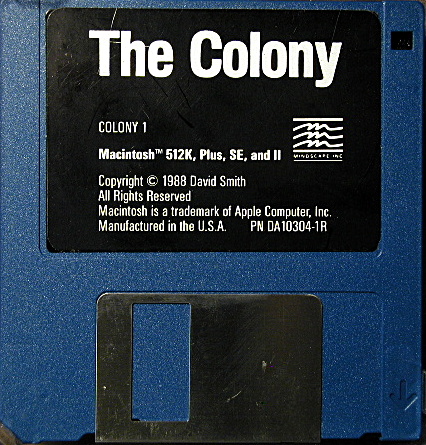 The Colony
COLONY 1
Macintosh™ 512K, Plus, SE, and II
MINDSCAPE INC
Copyright © 1988 David Smith
All Rights Reserved
Macintosh is a trademark of Apple Computer, Inc.
Manufactured in the U.S.A. PN DA10304-1R